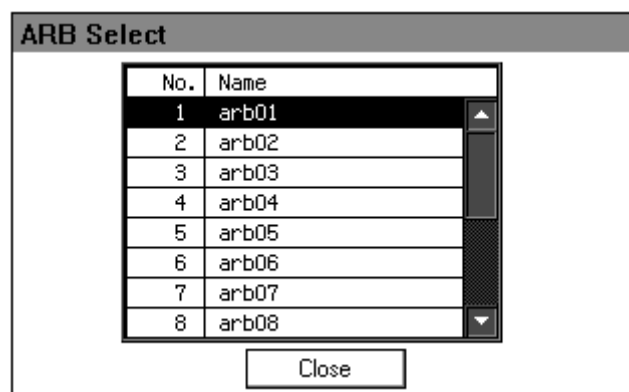 ARB Select
No. Name
1 arb01
2 arb02
3 arb03
4 arb04
5 arb05
6 arb06
7 arb07
8 arb08
Close